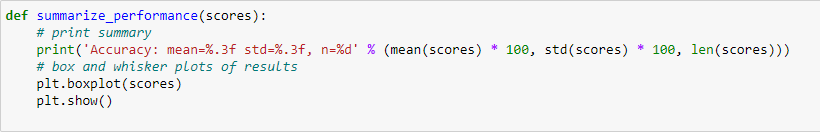 def summarize_performance(scores):
    # print summary
    print('Accuracy: mean=%.3f std=%.3f, n=%d' % (mean(scores) * 100, std(scores) * 100, len(scores)))
    # box and whisker plots of results
    plt.boxplot(scores)
    plt.show()